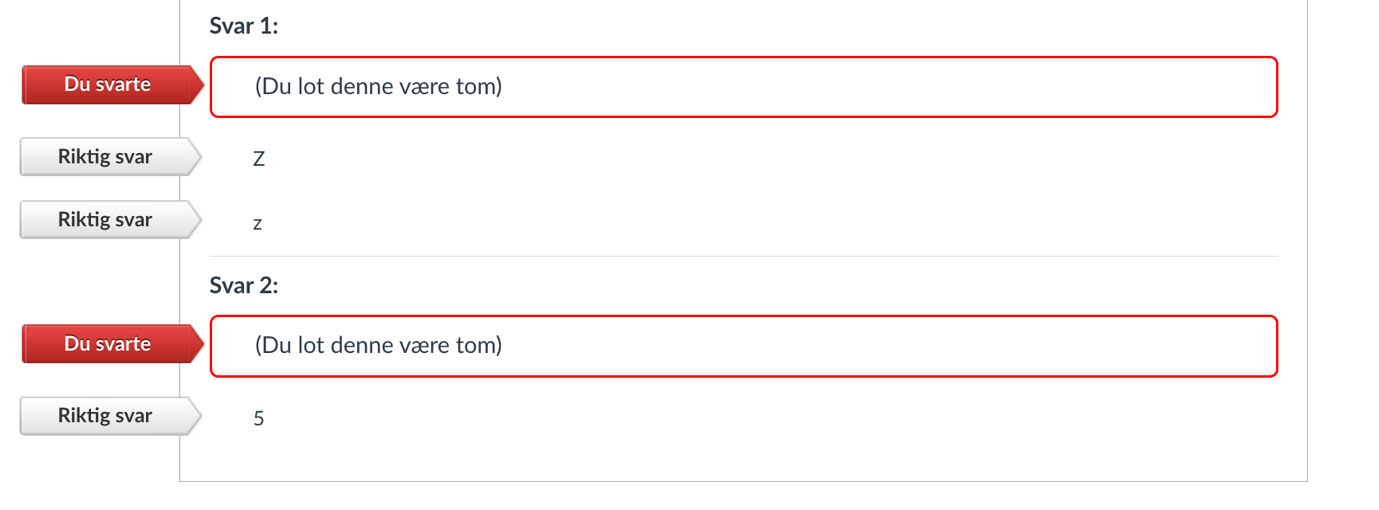 Svar 1:
Du svarte (Du lot denne være tom)
Riktig svar Z
Riktig svar z
Svar 2:
Du svarte (Du lot denne være tom)
Riktig svar 5